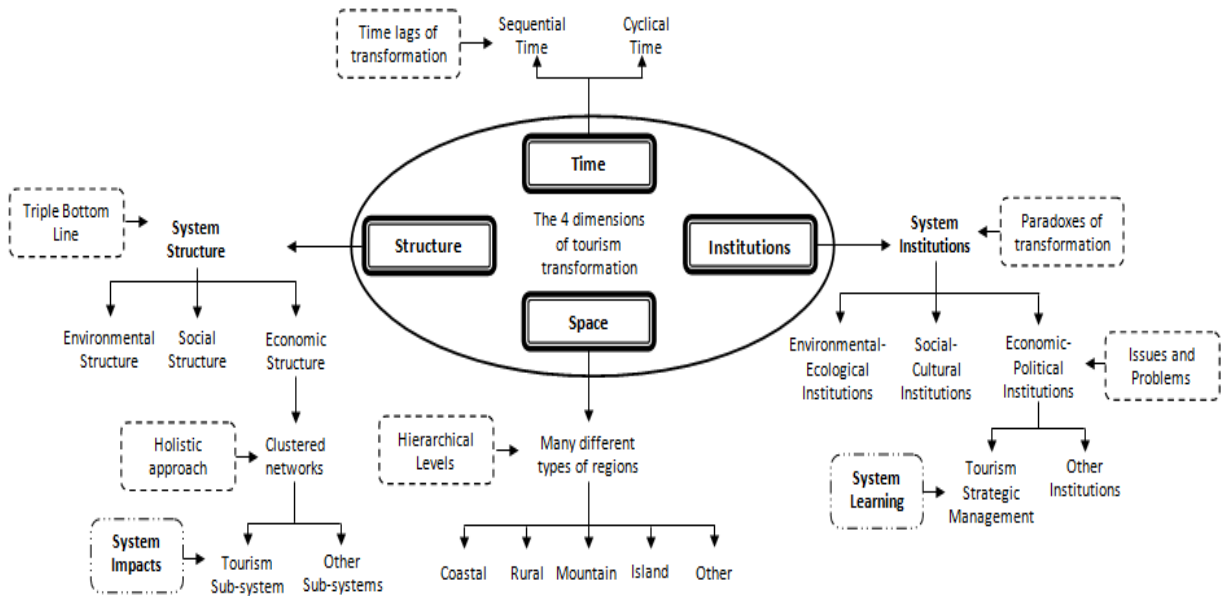 Time lags of
transformation
Sequential
Time
Cyclical
Time
Time
Triple Bottom
Line
System
Structure
Structure
The 4 dimensions
of tourism
transformation
Institutions
System
Institutions
Paradoxes of
transformation
Space
Environmental
Structure
Social
Structure
Economic
Structure
Environmental-
Ecological
Institutions
Social-
Cultural
Institutions
Economic-
Political
Institutions
Issues and
Problems
Holistic
approach
Clustered
networks
Hierarchical
Levels
Many different
types of regions
System
Learning
Tourism
Strategic
Management
Other
Institutions
System
Impacts
Tourism
Sub-system
Other
Sub-systems
Coastal
Rural
Mountain
Island
Other